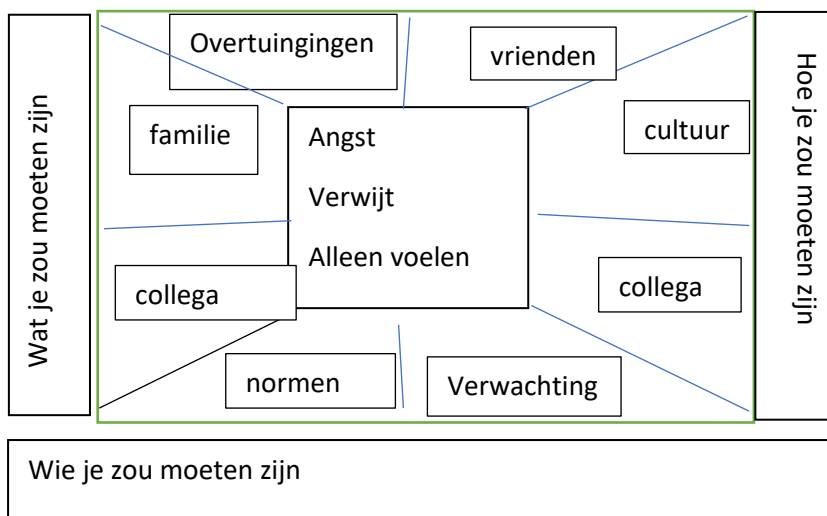 Overtuingingen
vrienden
Hoe je zou moeten zijn
Wat je zou moeten zijn
familie
Angst
cultuur
Verwijt
Alleen voelen
collega
collega
normen
Verwachting
Wie je zou moeten zijn